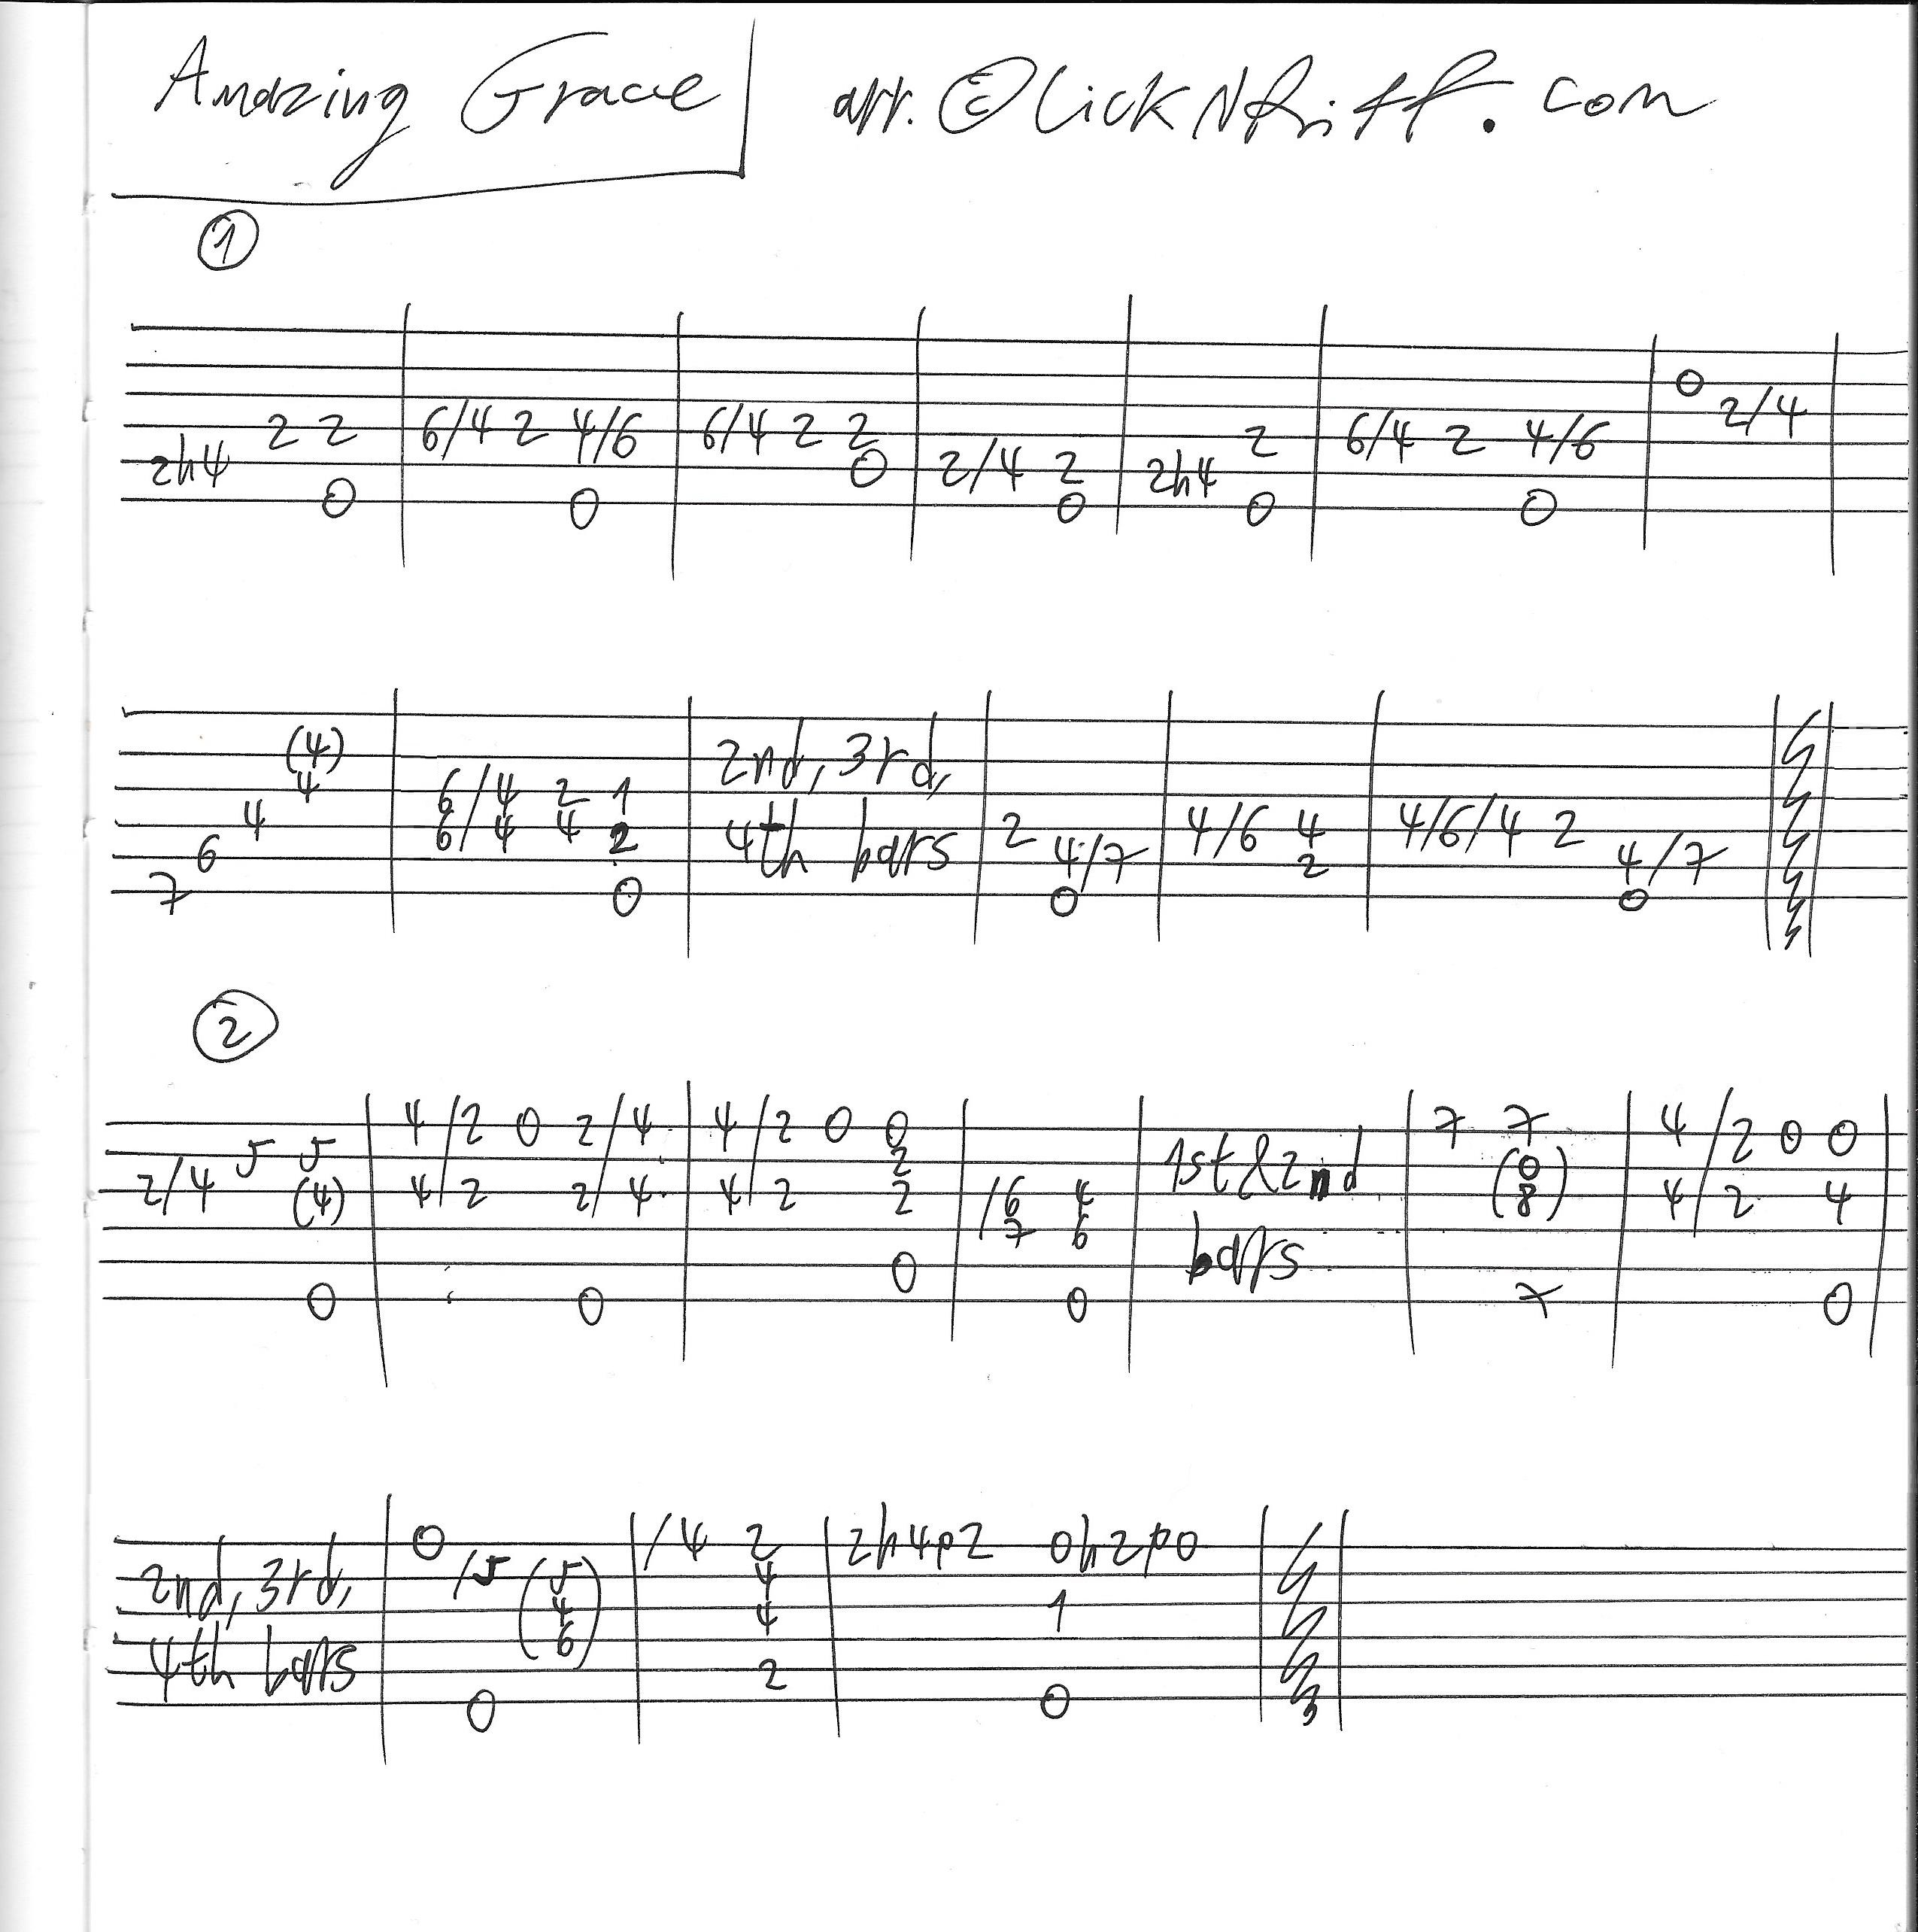 Amazing Grace arr. © LickNRiff.com
1
2h4 2 2 6/4 2 4/6 6/4 2 2 2/4 2 2h4 2 6/4 2 4/6 0 2/4
0 0 0 0 0 0
(4)
4 6/4 2 1 2nd, 3rd,
7 6 4 6/4 4 2 4th bars 2 4/7 4/6 4 4/6/4 2 4/7
0 0 2 0
2
4/2 0 2/4 4/2 0 0 7 7 4/2 0 0
2/4 5 5 2 1st & 2nd (0
(4) 4/2 2/4 4/2 2 /6 4 8) 4/2 4
7 6 bars
0
0 0 0 7 0
0 /4 2 2h4p2 0h2p0
2nd, 3rd, /5 (5 4
4 4 1
4th bars 6) 2
0 0